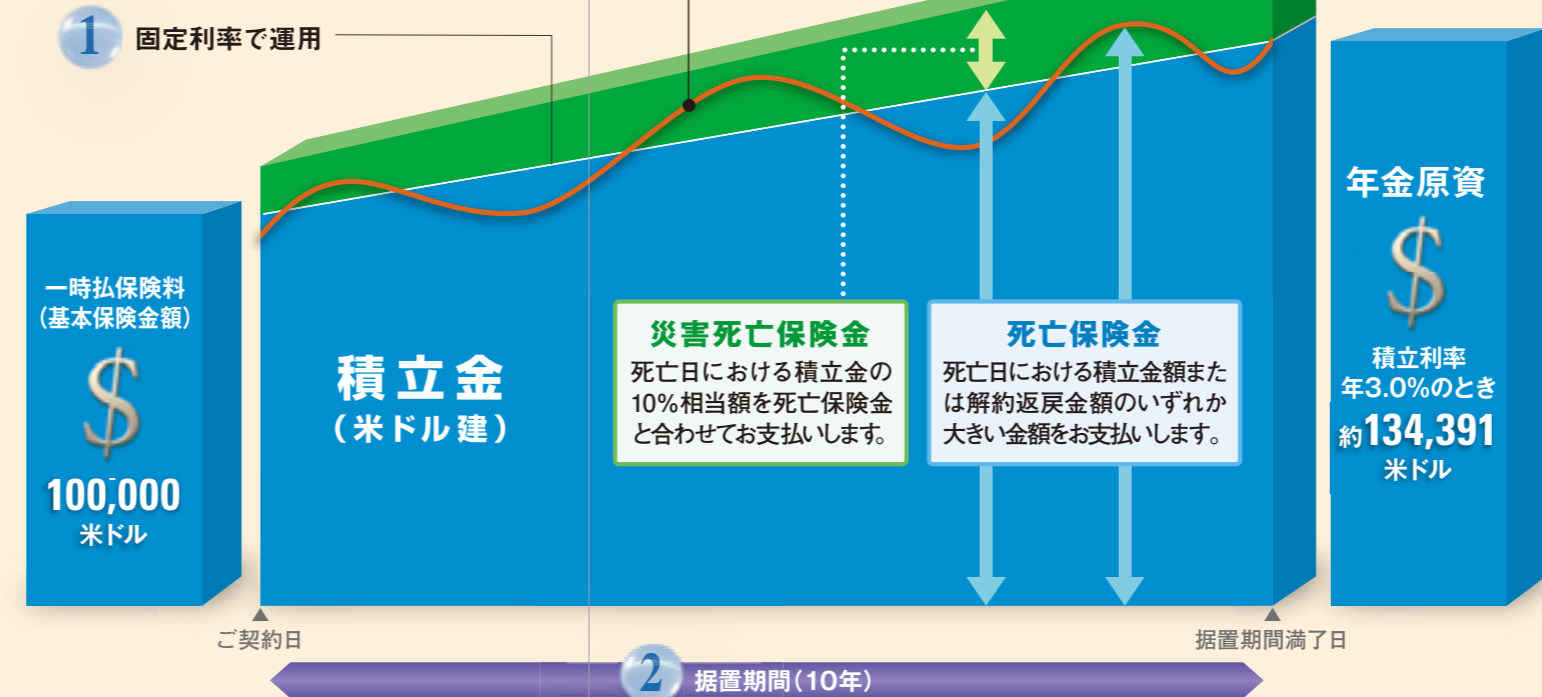 1 固定利率で運用
一時払保険料
（基本保険金額）
$
100,000
米ドル
積立金
（米ドル建）
災害死亡保険金
死亡日における積立金の
10%相当額を死亡保険金
と合わせてお支払いします。
死亡保険金
死亡日における積立金額また
は解約返戻金額のいずれか
大きい金額をお支払いします。
年金原資
$
積立利率
年3.0%のとき
約134,391
米ドル
ご契約日
据置期間満了日
2 据置期間（10年）